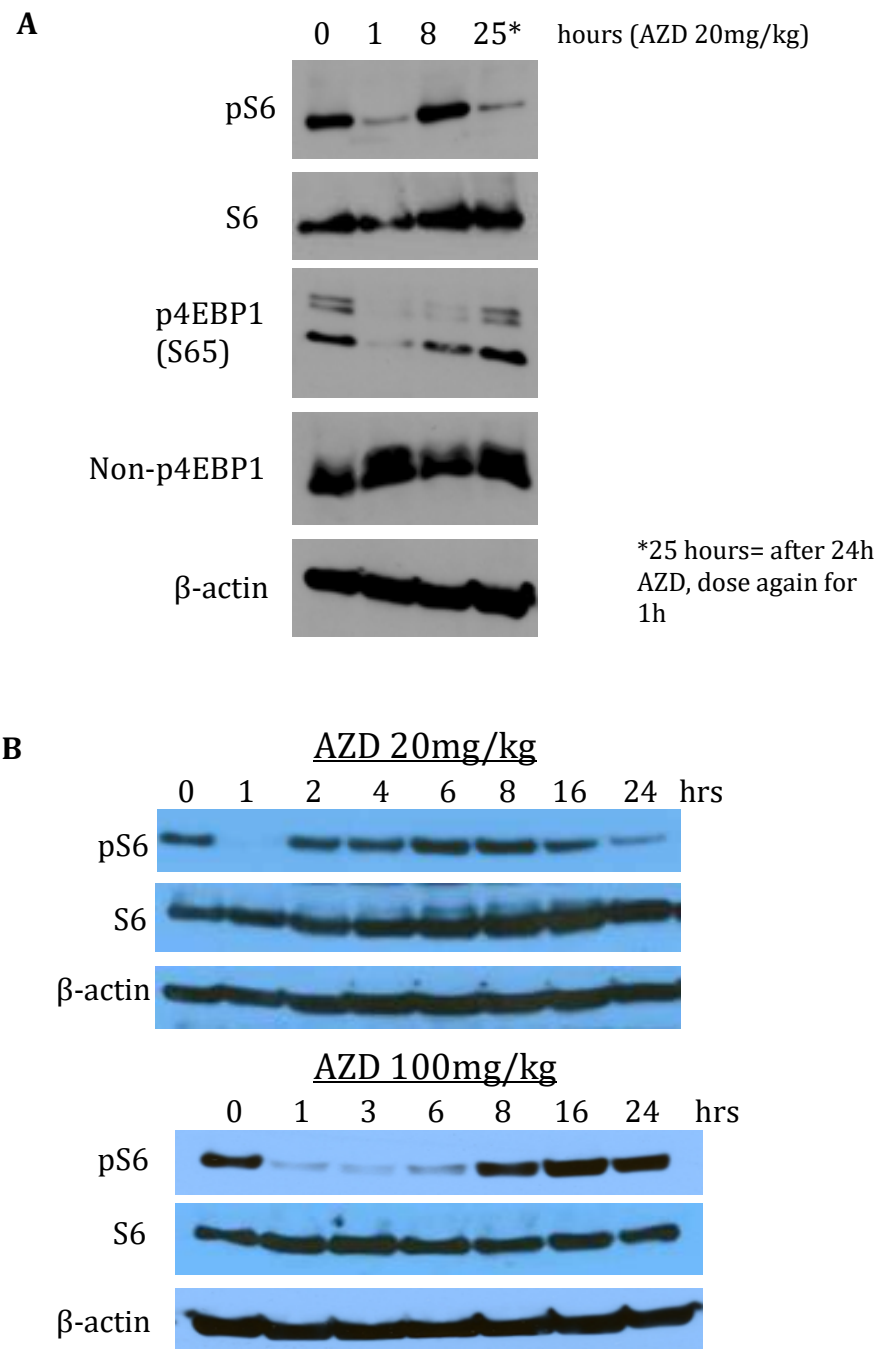 A
0 1 8 25* hours (AZD 20mg/kg)
pS6
S6
p4EBP1
(S65)
Non-p4EBP1
β-actin
*25 hours= after 24h
AZD, dose again for
1h
B
AZD 20mg/kg
0 1 2 4 6 8 16 24 hrs
pS6
S6
β-actin
AZD 100mg/kg
0 1 3 6 8 16 24 hrs
pS6
S6
β-actin